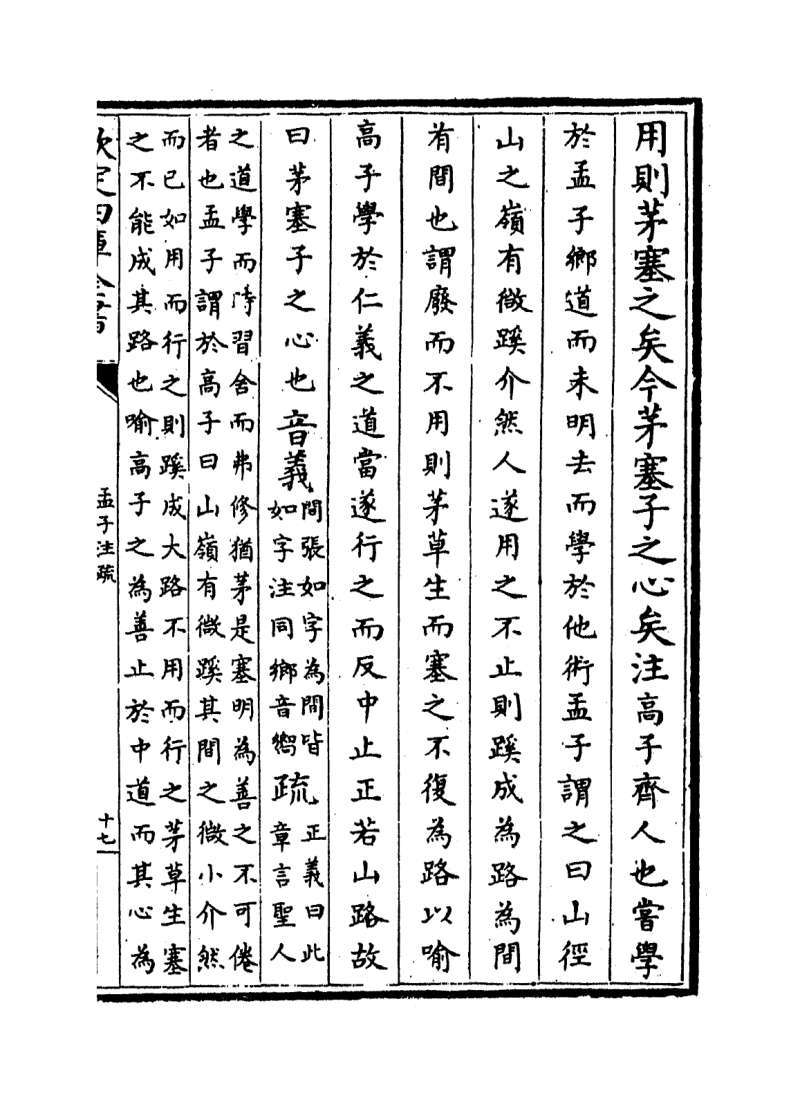 用則茅塞之矣今茅塞子之心矣注高子齊人也嘗學
於孟子鄉道而未明去而學於他術孟子謂之曰山徑
山之嶺有微蹊介然人遂用之不止則蹊成為路為間
有間也謂廢而不用則茅草生而塞之不復為路以喻
高子學於仁義之道當遂行之而反中止正若山路故
曰茅塞子之心也音義間張如字為間皆
如字注同鄉音嚮疏正義曰此
章言聖人
之道學而時習舍而弗修猶茅是塞明為善之不可倦
者也孟子謂於高子曰山嶺有微蹊其間之微小介然
而已如用而行之則蹊成大路不用而行之茅草生塞
之不能成其路也喻高子之為善止於中道而其心為
欽定四庫全書
孟子注疏
十七